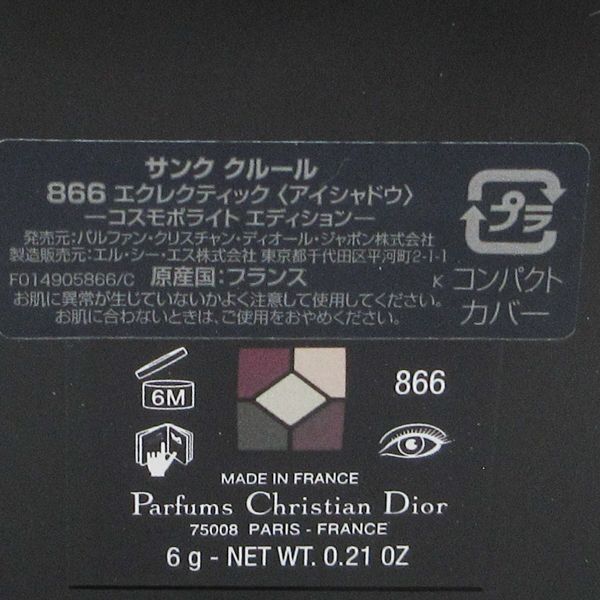 サンク クルール
866 エクレクティック〈アイシャドウ〉
―コスモポライト エディション―
発売元：パルファン・クリスチャン・ディオール・ジャポン株式会社
製造販売元：エル・シー・エス株式会社 東京都千代田区平河町2-1-1
F014905866/C 原産国：フランス K
お肌に異常が生じていないかよく注意して使用してください。
お肌に合わないときは、ご使用をおやめください。
プラ
コンパクト
カバー
6M
866
MADE IN FRANCE
Parfums Christian Dior
75008 PARIS - FRANCE
6 g - NET WT. 0.21 OZ